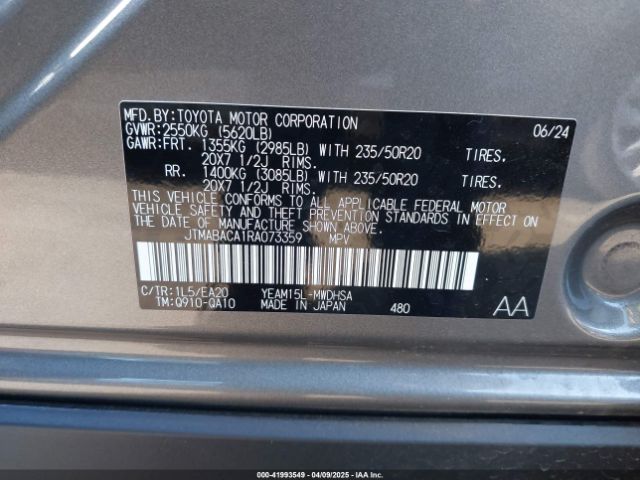 MFD.BY:TOYOTA MOTOR CORPORATION 06/24
GVWR:2550KG (5620LB)
GAWR:FRT. 1355KG (2985LB) WITH 235/50R20 TIRES.
20X7 1/2J RIMS.
RR. 1400KG (3085LB) WITH 235/50R20 TIRES.
20X7 1/2J RIMS.
THIS VEHICLE CONFORMS TO ALL APPLICABLE FEDERAL MOTOR
VEHICLE SAFETY AND THEFT PREVENTION STANDARDS IN EFFECT ON
THE DATE OF MANUFACTURE SHOWN ABOVE.
JTMABACA1RA073359 MPV
C/TR:1L5/EA20 YEAM15L-MWDHSA
TM:Q910-QA10 MADE IN JAPAN 480 AA
000-41993549 - 04/09/2025 - IAAI.COM